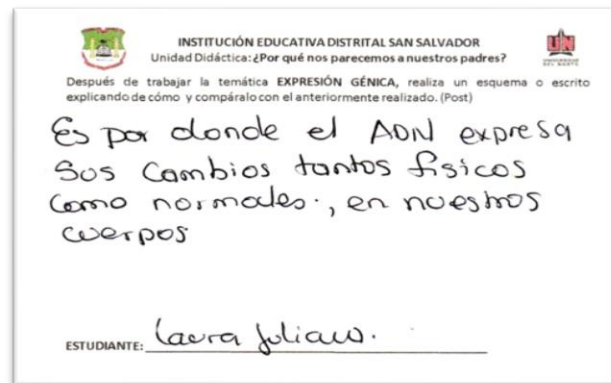 INSTITUCIÓN EDUCATIVA DISTRITAL SAN SALVADOR
Unidad Didáctica: ¿Por qué nos parecemos a nuestros padres?
Después de trabajar la temática EXPRESIÓN GÉNICA, realiza un esquema o escrito
explicando de cómo y compáralo con el anteriormente realizado. (Post)
Es por donde el ADN expresa
Sus Cambios tantos físicos
Como normales., en nuestros
cuerpos
ESTUDIANTE: Laura